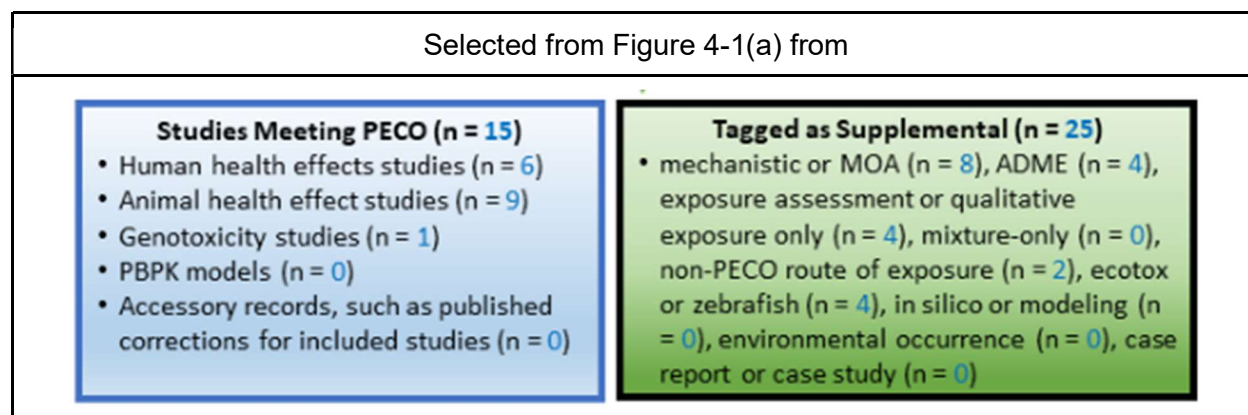 Selected from Figure 4-1(a) from
Studies Meeting PECO (n = 15)
• Human health effects studies (n = 6)
• Animal health effect studies (n = 9)
• Genotoxicity studies (n = 1)
• PBPK models (n = 0)
• Accessory records, such as published
corrections for included studies (n = 0)
Tagged as Supplemental (n = 25)
• mechanistic or MOA (n = 8), ADME (n = 4),
exposure assessment or qualitative
exposure only (n = 4), mixture-only (n = 0),
non-PECO route of exposure (n = 2), ecotox
or zebrafish (n = 4), in silico or modeling (n
= 0), environmental occurrence (n = 0), case
report or case study (n = 0)